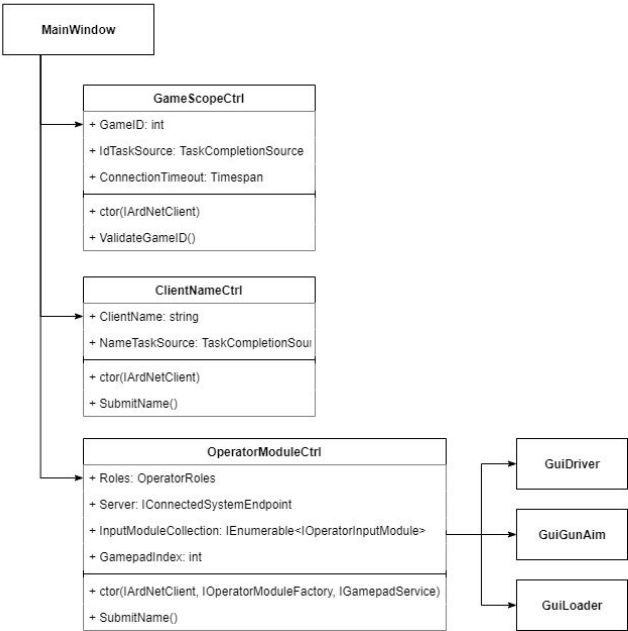 MainWindow
GameScopeCtrl
+ GameID: int
+ IdTaskSource: TaskCompletionSource
+ ConnectionTimeout: Timespan
+ ctor(IArdNetClient)
+ ValidateGameID()
ClientNameCtrl
+ ClientName: string
+ NameTaskSource: TaskCompletionSour
+ ctor(IArdNetClient)
+ SubmitName()
OperatorModuleCtrl
+ Roles: OperatorRoles
+ Server: IConnectedSystemEndpoint
+ InputModuleCollection: IEnumerable<IOperatorInputModule>
+ GamepadIndex: int
+ ctor(IArdNetClient, IOperatorModuleFactory, IGamepadService)
+ SubmitName()
GuiDriver
GuiGunAim
GuiLoader